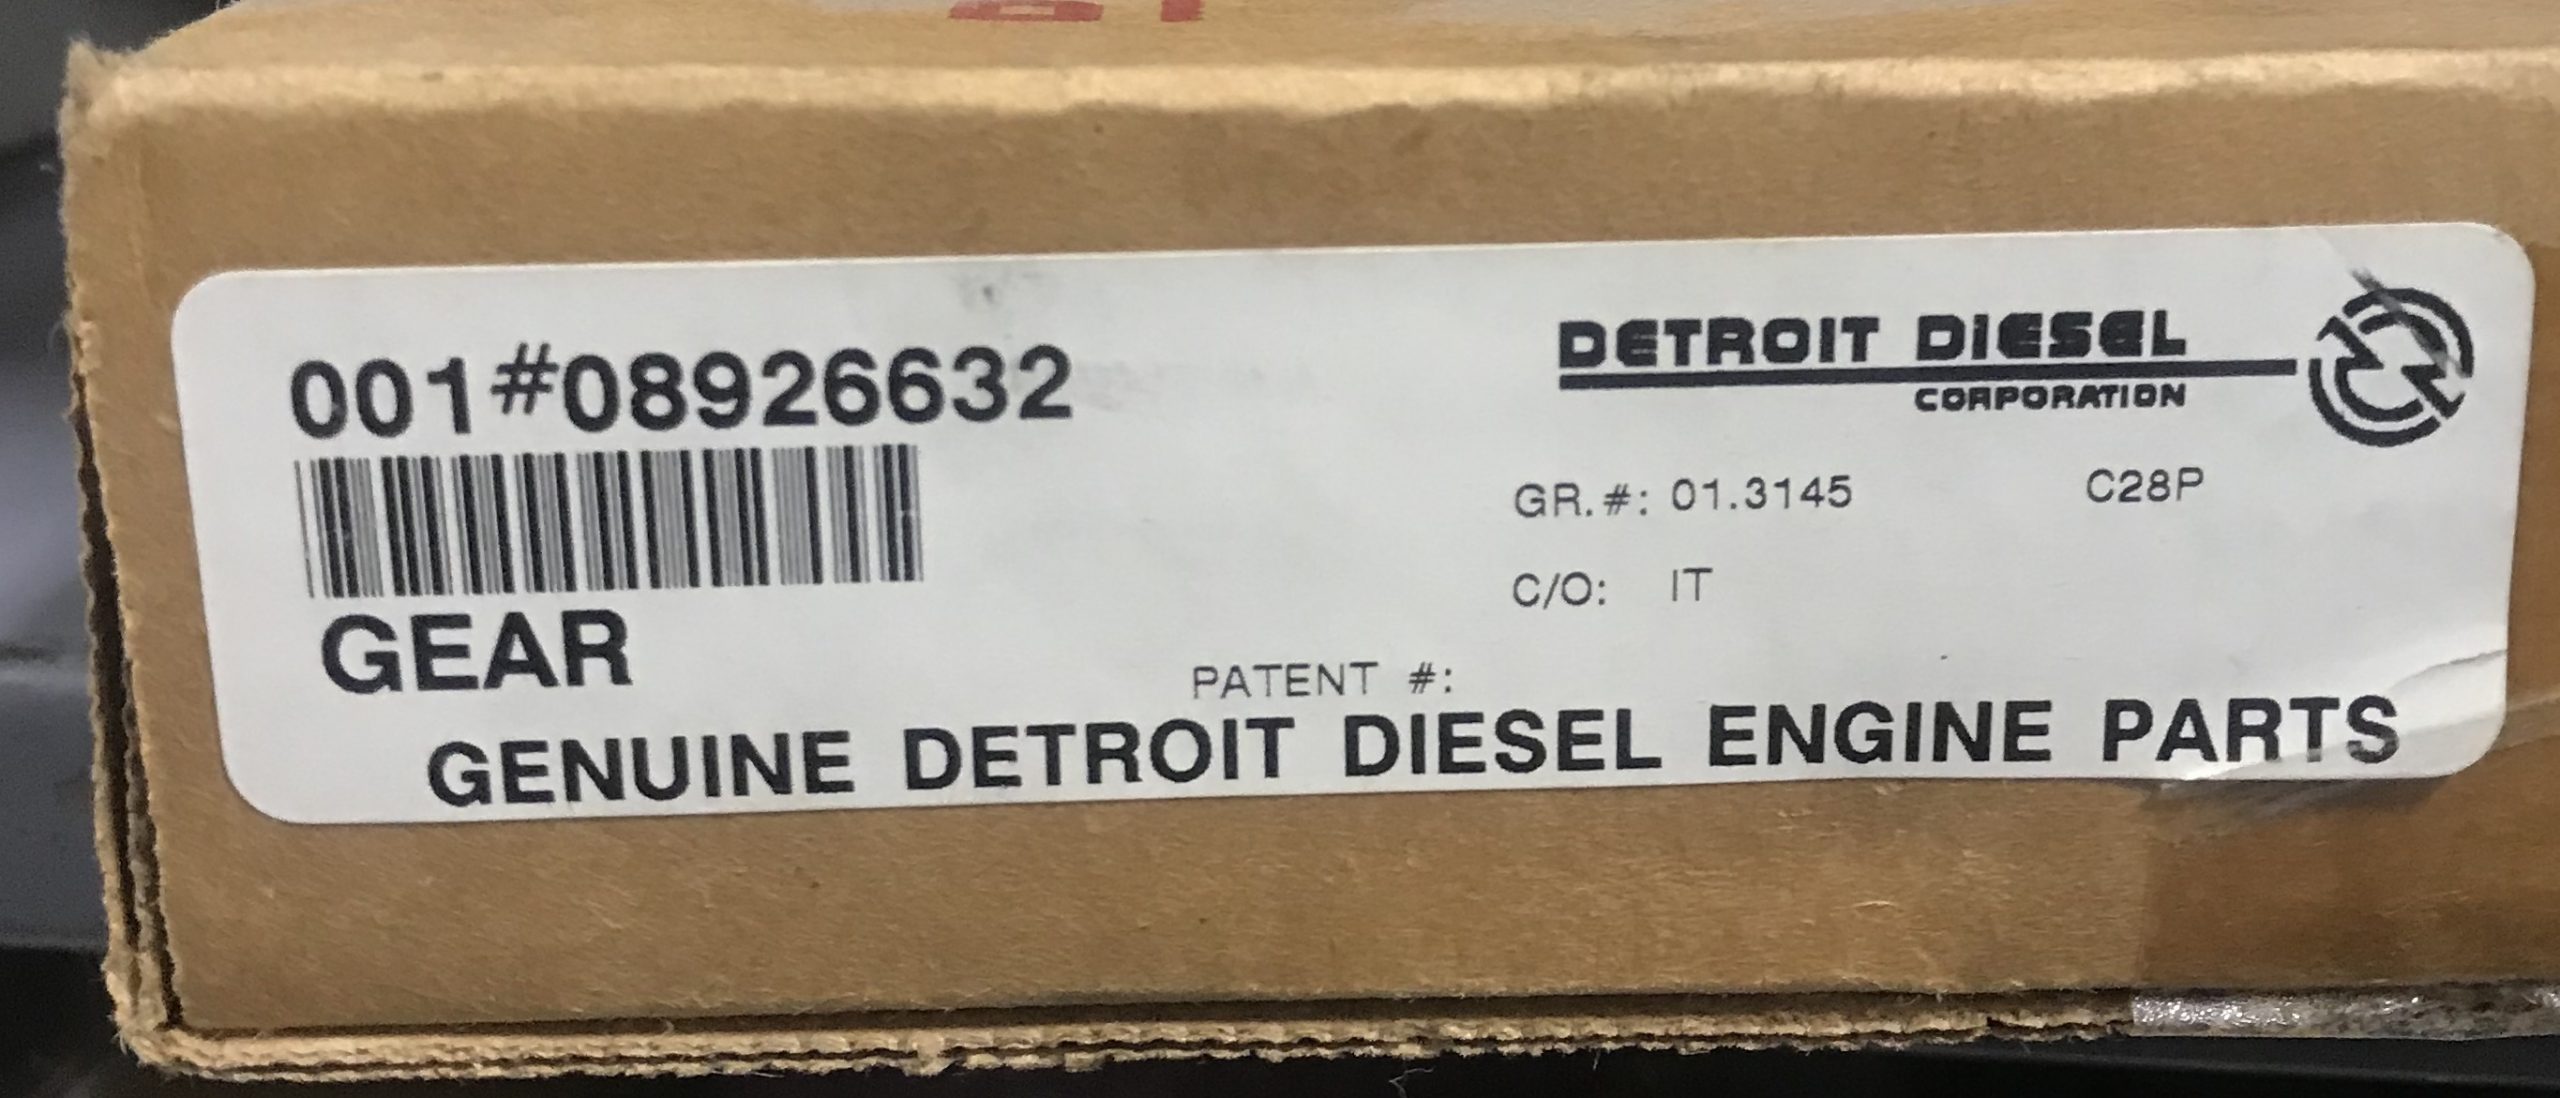 001#08926632
DETROIT DIESEL
CORPORATION
GR.#: 01.3145 C28P
C/O: IT
GEAR
PATENT #:
GENUINE DETROIT DIESEL ENGINE PARTS